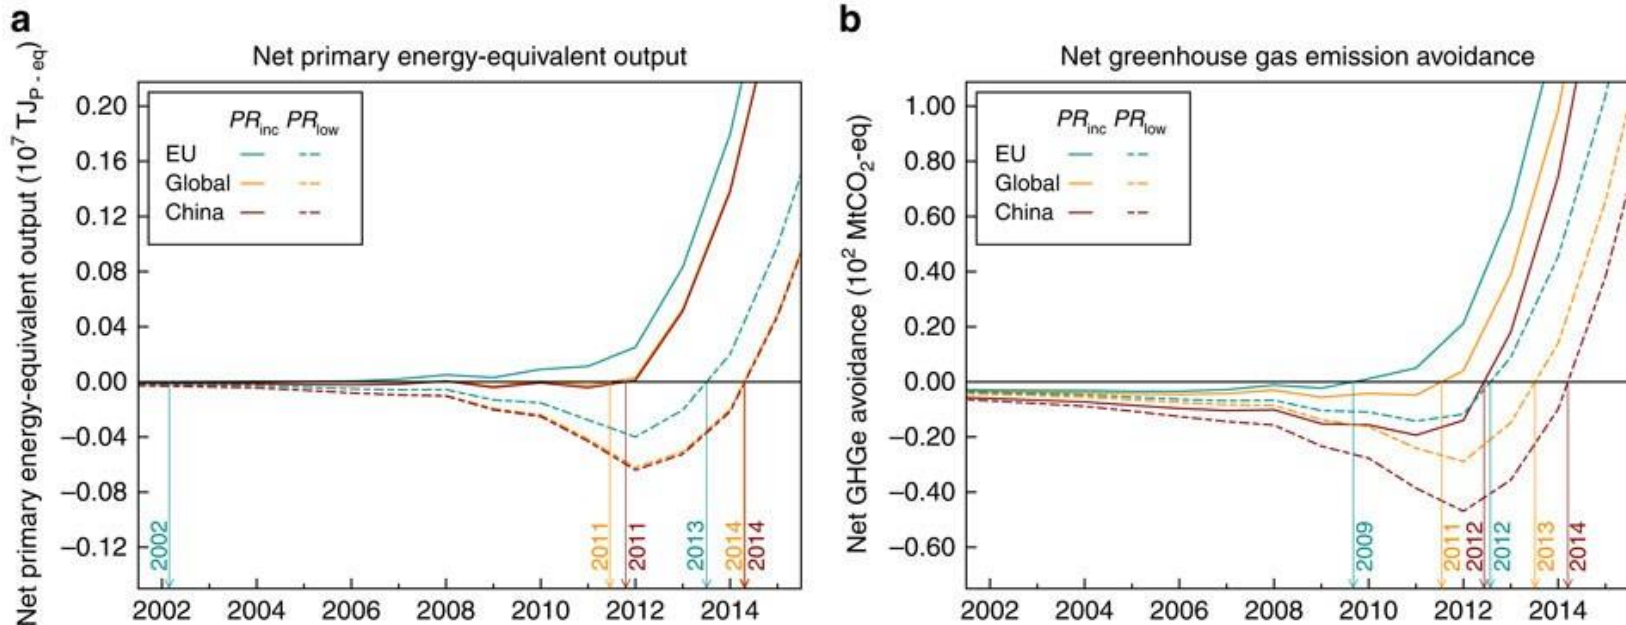 a
Net primary energy-equivalent output
Net primary energy-equivalent output (10⁷ TJP - eq)
0.20
0.16
0.12
0.08
0.04
0.00
–0.04
–0.08
–0.12
PRinc PRlow
EU
Global
China
2002
2011
2011
2013
2014
2014
2002 2004 2006 2008 2010 2012 2014
b
Net greenhouse gas emission avoidance
Net GHGe avoidance (10² MtCO₂-eq)
1.00
0.80
0.60
0.40
0.20
0.00
–0.20
–0.40
–0.60
PRinc PRlow
EU
Global
China
2009
2011
2012
2012
2013
2014
2002 2004 2006 2008 2010 2012 2014